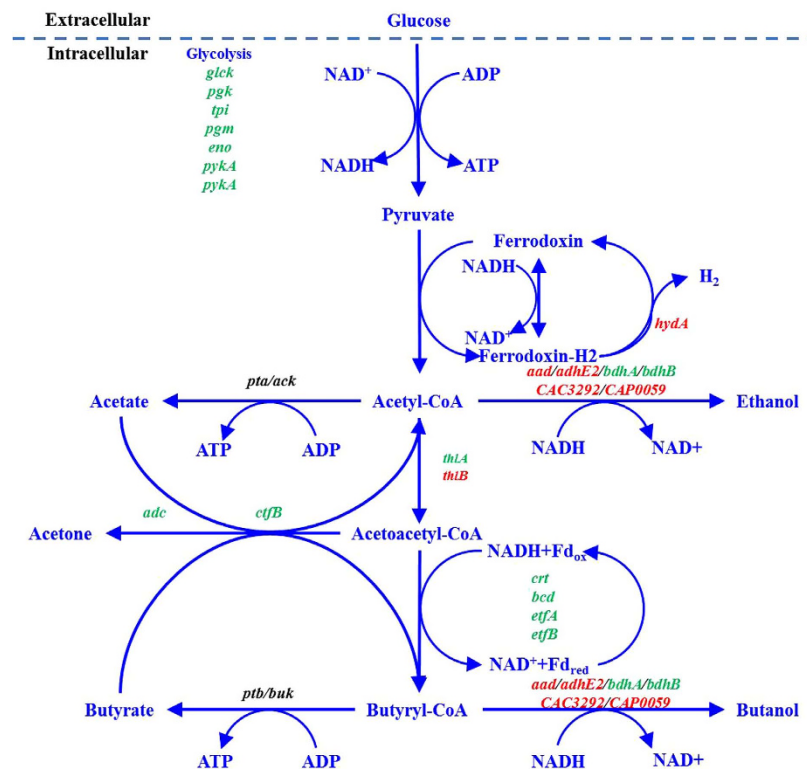 Extracellular
Glucose
Intracellular
Glycolysis
glck
pgk
tpi
pgm
eno
pykA
pykA
NAD+
ADP
NADH
ATP
Pyruvate
Ferrodoxin
NADH
H2
NAD+
hydA
Ferrodoxin-H2
aad/adhE2/bdhA/bdhB
CAC3292/CAP0059
pta/ack
Acetate
Acetyl-CoA
Ethanol
ATP
ADP
NADH
NAD+
thlA
thlB
adc
ctfB
Acetone
Acetoacetyl-CoA
NADH+Fdox
crt
bcd
etfA
etfB
NAD++Fdred
aad/adhE2/bdhA/bdhB
CAC3292/CAP0059
ptb/buk
Butyrate
Butyryl-CoA
Butanol
ATP
ADP
NADH
NAD+